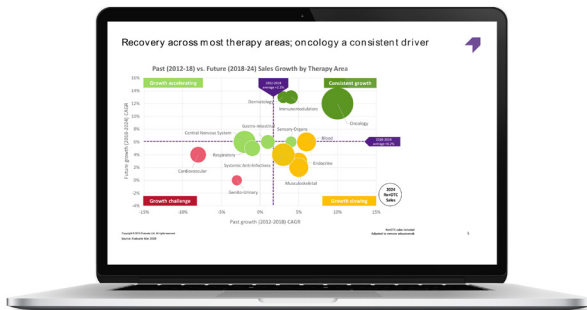 Recovery across most therapy areas; oncology a consistent driver
Past (2012-18) vs. Future (2018-24) Sales Growth by Therapy Area
Growth accelerating
Consistent growth
Dermatology
Immunomodulators
Oncology
Gastro-Intestinal
Central Nervous System
Sensory Organs
Blood
Respiratory
Cardiovascular
Systemic Anti-infectives
Endocrine
Musculoskeletal
Genito-Urinary
Growth challenge
Growth slowing
2024
Rx+OTC
Sales
16%
14%
12%
10%
8%
6%
4%
2%
0%
-2%
-4%
Future growth (2018-2024) CAGR
-15%
-10%
-5%
0%
5%
10%
15%
Past growth (2012-2018) CAGR